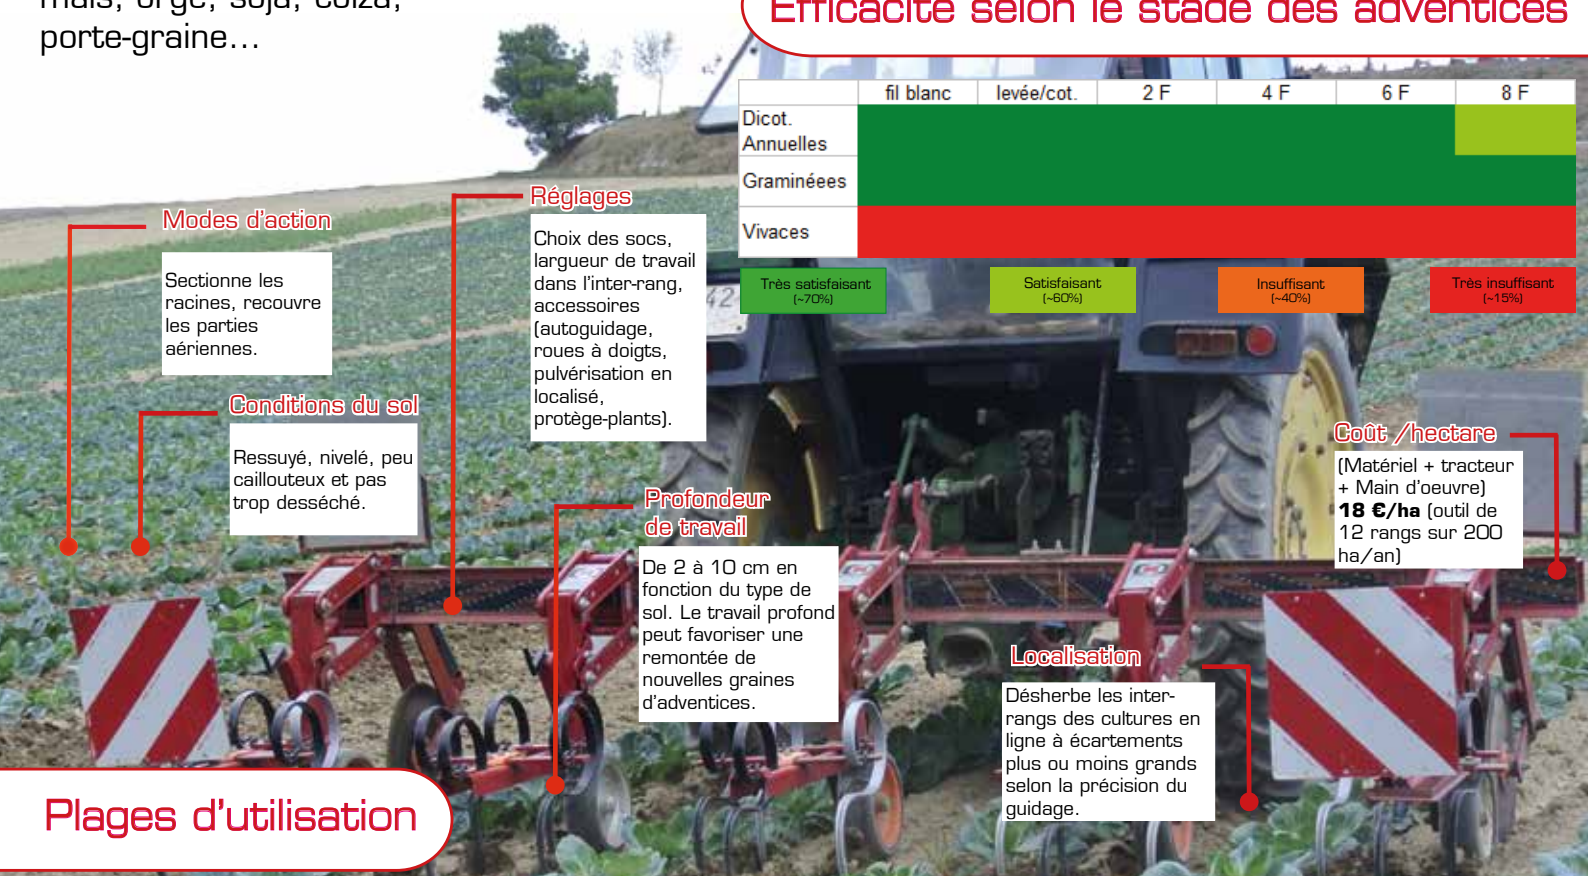 maïs, orge, soja, colza,
porte-graine...
Efficacité selon le stade des adventices
fil blanc levée/cot. 2 F 4 F 6 F 8 F
Dicot.
Annuelles
Graminéees
Vivaces
Très satisfaisant
(~70%)
Satisfaisant
(~60%)
Insuffisant
(~40%)
Très insuffisant
(~15%)
Modes d'action
Sectionne les
racines, recouvre
les parties
aériennes.
Conditions du sol
Ressuyé, nivelé, peu
caillouteux et pas
trop desséché.
Réglages
Choix des socs,
largueur de travail
dans l'inter-rang,
accessoires
(autoguidage,
roues à doigts,
pulvérisation en
localisé,
protège-plants).
Profondeur
de travail
De 2 à 10 cm en
fonction du type de
sol. Le travail profond
peut favoriser une
remontée de
nouvelles graines
d'adventices.
Coût /hectare
(Matériel + tracteur
+ Main d'oeuvre)
18 €/ha (outil de
12 rangs sur 200
ha/an)
Localisation
Désherbe les inter-
rangs des cultures en
ligne à écartements
plus ou moins grands
selon la précision du
guidage.
Plages d'utilisation